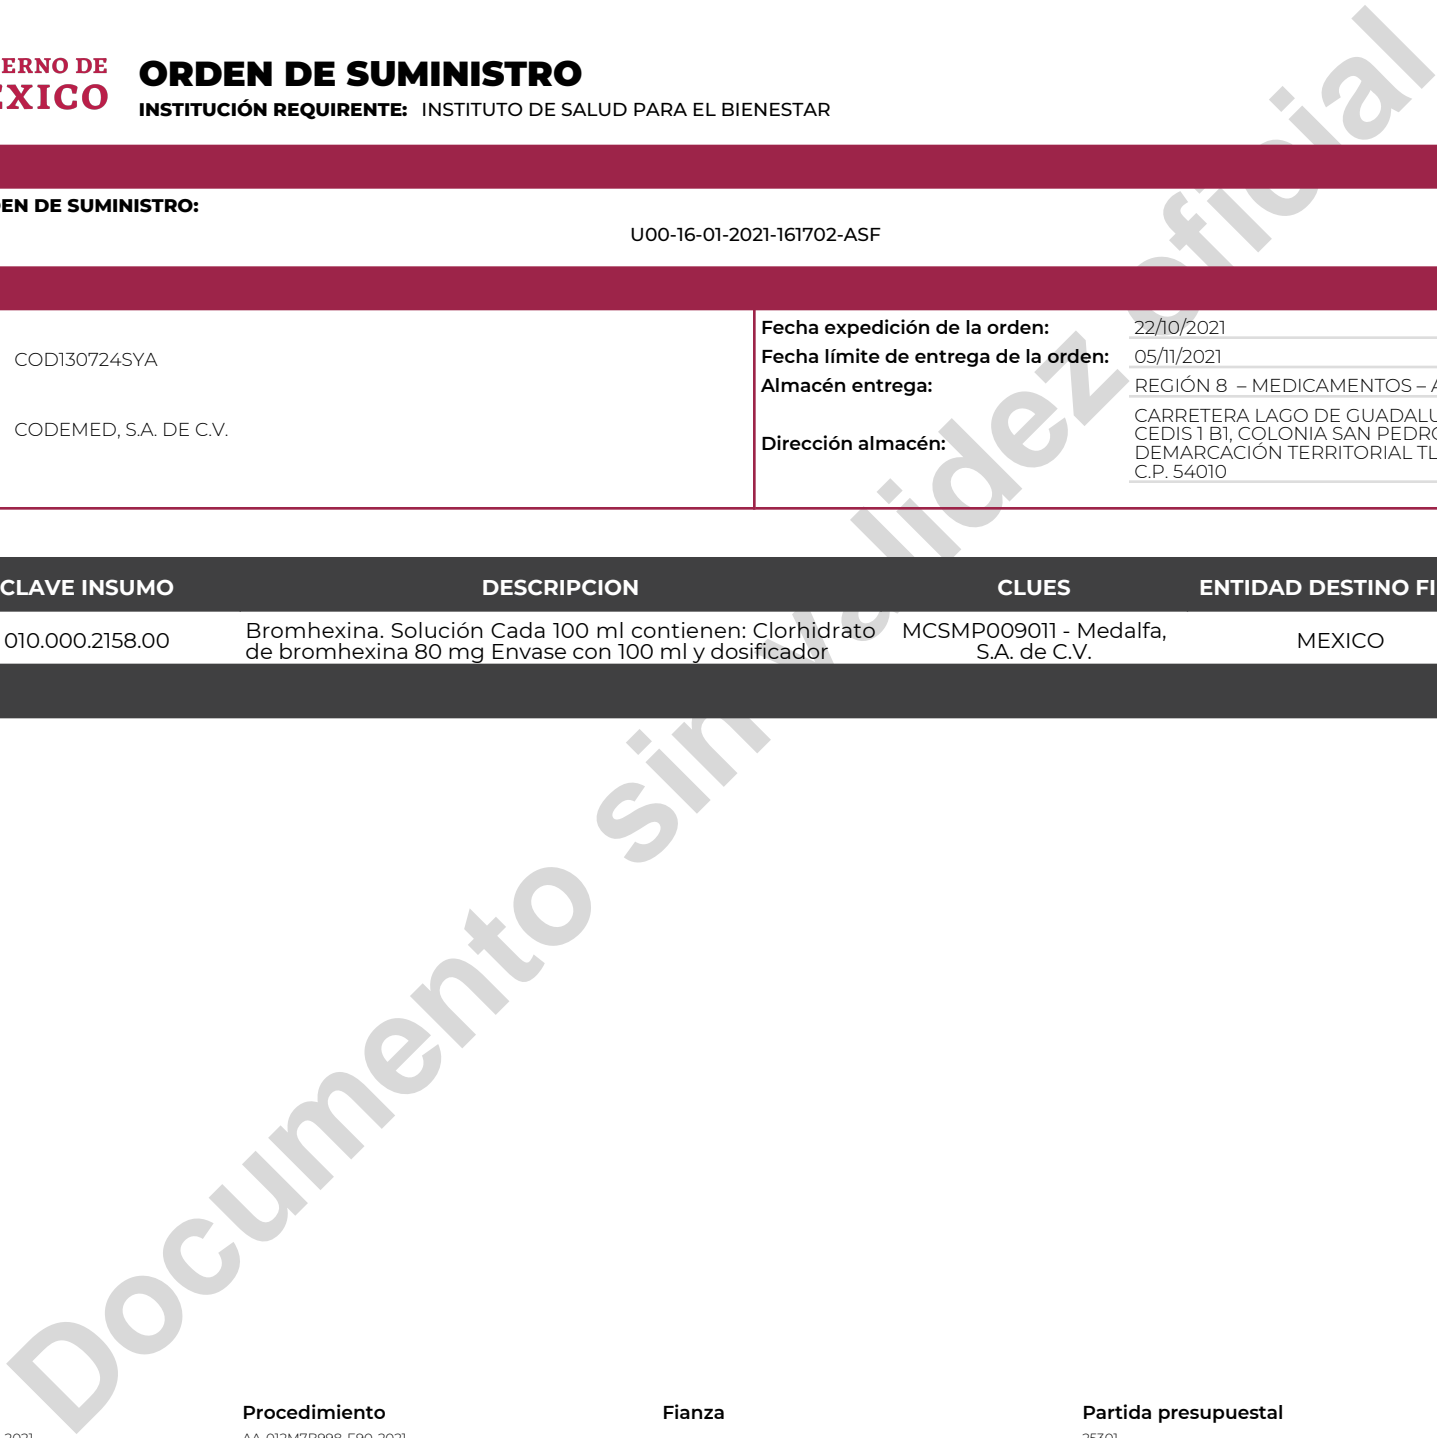 ERNO DE
ORDEN DE SUMINISTRO
INSTITUCIÓN REQUIRENTE: INSTITUTO DE SALUD PARA EL BIENESTAR
EN DE SUMINISTRO:
U00-16-01-2021-161702-ASF
COD130724SYA
CODEMED, S.A. DE C.V.
Fecha expedición de la orden: 22/10/2021
Fecha límite de entrega de la orden: 05/11/2021
Almacén entrega: REGIÓN 8 – MEDICAMENTOS –
Dirección almacén:
CARRETERA LAGO DE GUADALU
CEDIS 1 B1, COLONIA SAN PEDRO
DEMARCACIÓN TERRITORIAL TL
C.P. 54010
CLAVE INSUMO DESCRIPCION CLUES ENTIDAD DESTINO FI
010.000.2158.00
Bromhexina. Solución Cada 100 ml contienen: Clorhidrato
de bromhexina 80 mg Envase con 100 ml y dosificador
MCSMP009011 - Medalfa,
S.A. de C.V.
MEXICO
Documento sin validez oficial
Procedimiento Fianza Partida presupuestal